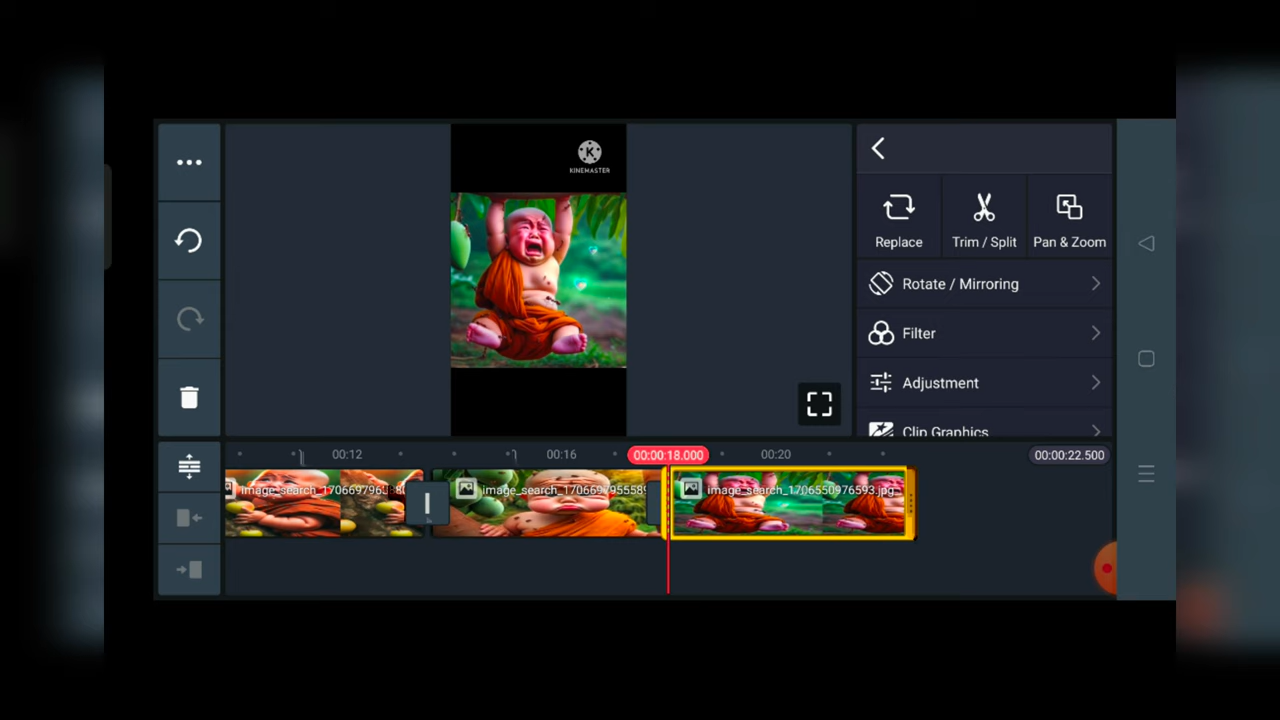 KINEMASTER
Replace
Trim / Split
Pan & Zoom
Rotate / Mirroring
Filter
Adjustment
Clip Graphics
00:12
00:16
00:00:18.000
00:20
00:00:22.500
image_search_1706550976593.jpg